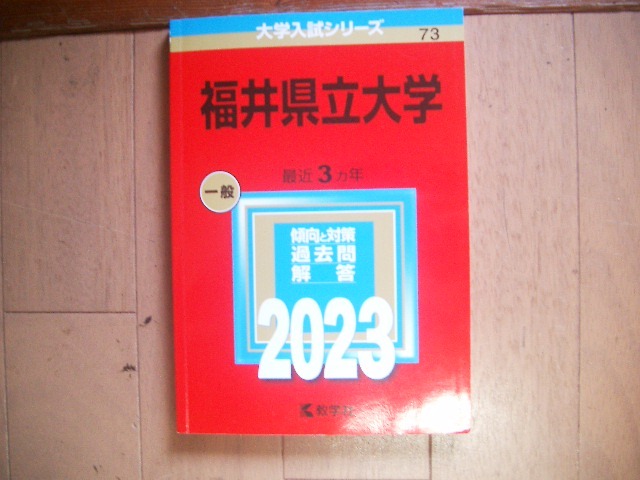 大学入試シリーズ
73
福井県立大学
最近3カ年
一般
傾向と対策
過去問
解答
2023
教学社